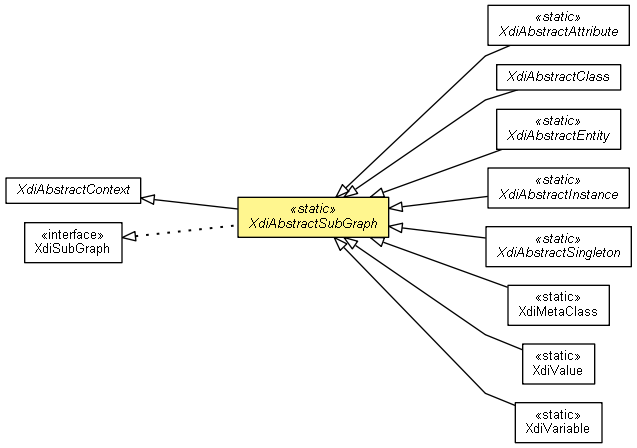 «static»
XdiAbstractAttribute
XdiAbstractClass
«static»
XdiAbstractEntity
«static»
XdiAbstractInstance
XdiAbstractContext
«static»
XdiAbstractSubGraph
«interface»
XdiSubGraph
«static»
XdiAbstractSingleton
«static»
XdiMetaClass
«static»
XdiValue
«static»
XdiVariable